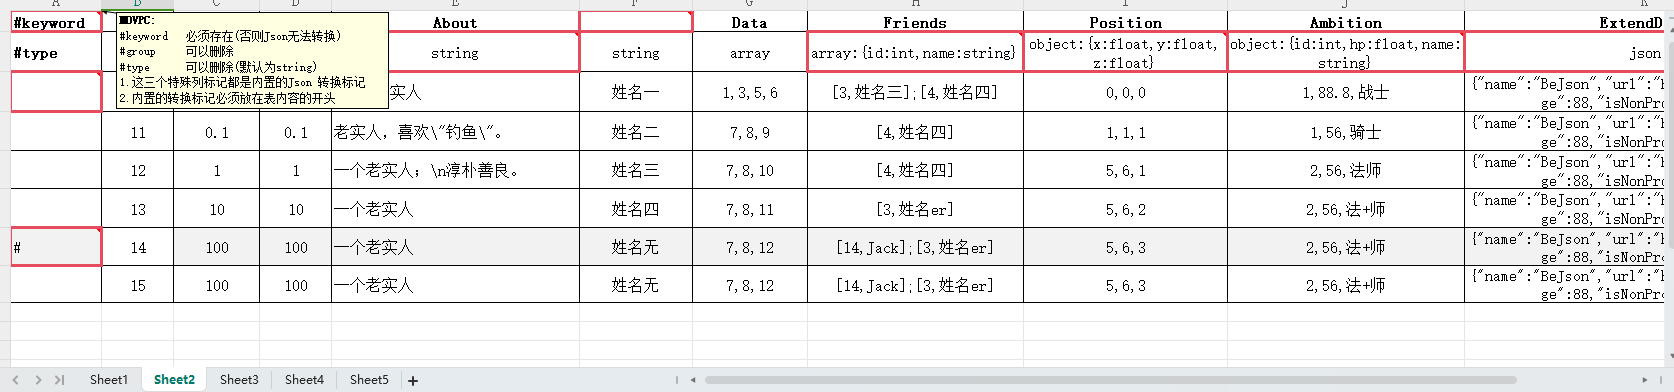 A C D E F G H I J K
#keyword About Data Friends Position Ambition ExtendD
MDVPC:
#keyword 必须存在(否则Json无法转换)
#group 可以删除
#type 可以删除(默认为string)
1.这三个特殊列标记都是内置的Json 转换标记
2.内置的转换标记必须放在表内容的开头
#type string string array array:{id:int,name:string} object:{x:float,y:float,z:float} object:{id:int,hp:float,name:string} json
实人 姓名一 1,3,5,6 [3,姓名三];[4,姓名四] 0,0,0 1,88.8,战士 {"name":"BeJson","url":"h
ge":88,"isNonPro
11 0.1 0.1 老实人，喜欢\"钓鱼\"。 姓名二 7,8,9 [4,姓名四] 1,1,1 1,56,骑士 {"name":"BeJson","url":"h
ge":88,"isNonPro
12 1 1 一个老实人；\n淳朴善良。 姓名三 7,8,10 [4,姓名四] 5,6,1 2,56,法师 {"name":"BeJson","url":"h
ge":88,"isNonPro
13 10 10 一个老实人 姓名四 7,8,11 [3,姓名er] 5,6,2 2,56,法+师 {"name":"BeJson","url":"h
ge":88,"isNonPro
# 14 100 100 一个老实人 姓名无 7,8,12 [14,Jack];[3,姓名er] 5,6,3 2,56,法+师 {"name":"BeJson","url":"h
ge":88,"isNonPro
15 100 100 一个老实人 姓名无 7,8,12 [14,Jack];[3,姓名er] 5,6,3 2,56,法+师 {"name":"BeJson","url":"h
ge":88,"isNonPro
Sheet1 Sheet2 Sheet3 Sheet4 Sheet5 +